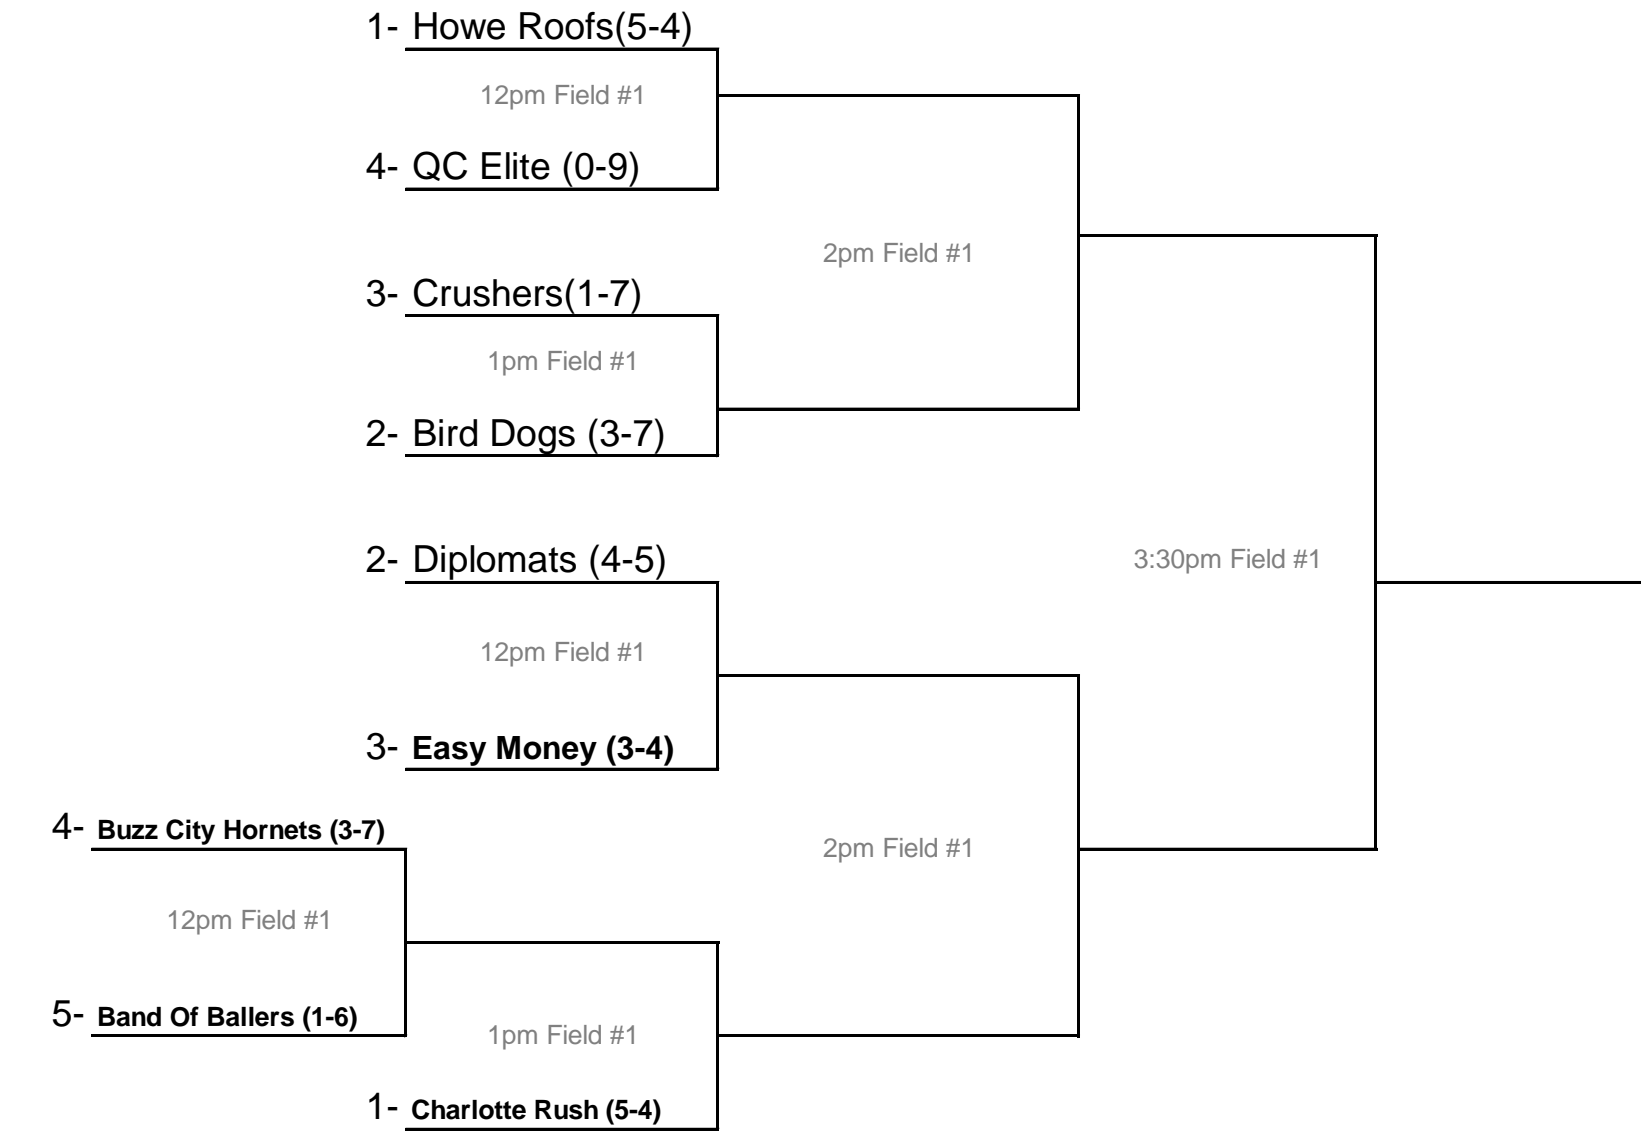 1- Howe Roofs(5-4)
12pm Field #1
4- QC Elite (0-9)
2pm Field #1
3- Crushers(1-7)
1pm Field #1
2- Bird Dogs (3-7)
2- Diplomats (4-5)
3:30pm Field #1
12pm Field #1
3- Easy Money (3-4)
4- Buzz City Hornets (3-7)
2pm Field #1
12pm Field #1
5- Band Of Ballers (1-6)
1pm Field #1
1- Charlotte Rush (5-4)